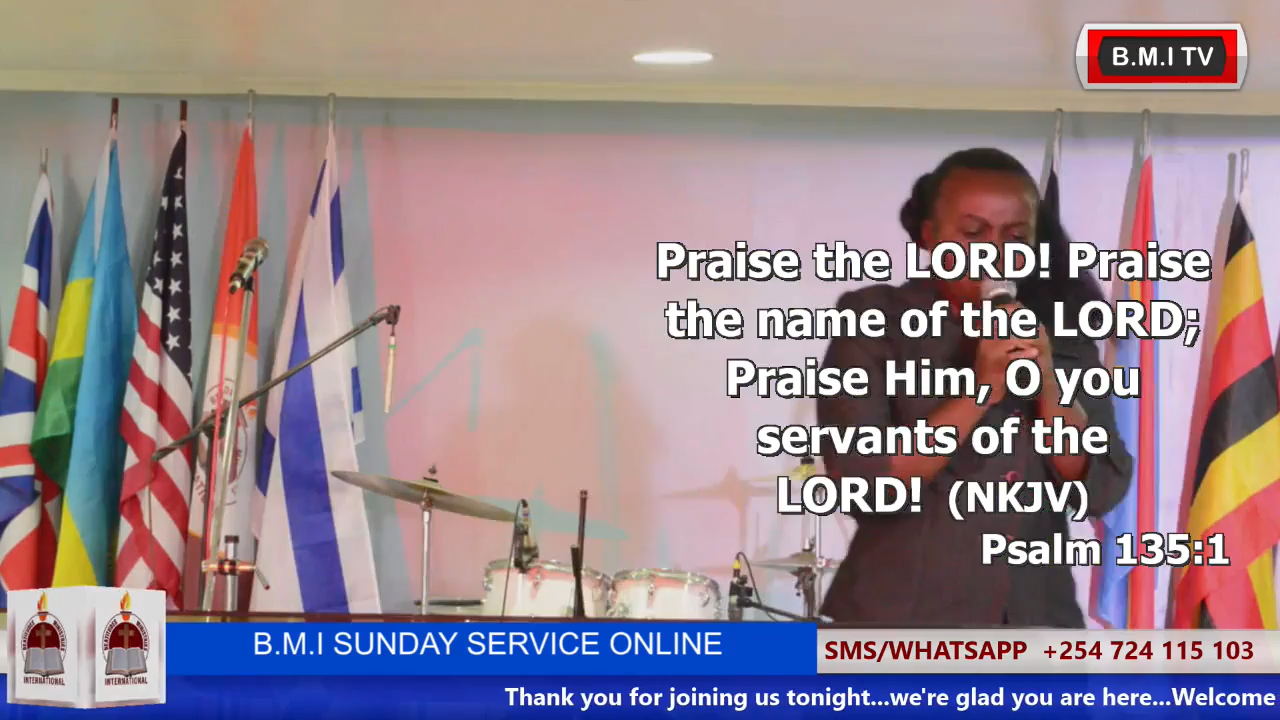 B.M.I TV
Praise the LORD! Praise
the name of the LORD;
Praise Him, O you
servants of the
LORD! (NKJV)
Psalm 135:1
B.M.I SUNDAY SERVICE ONLINE
SMS/WHATSAPP +254 724 115 103
INTERNATIONAL
INTERNATIONAL
Thank you for joining us tonight...we're glad you are here...Welcome